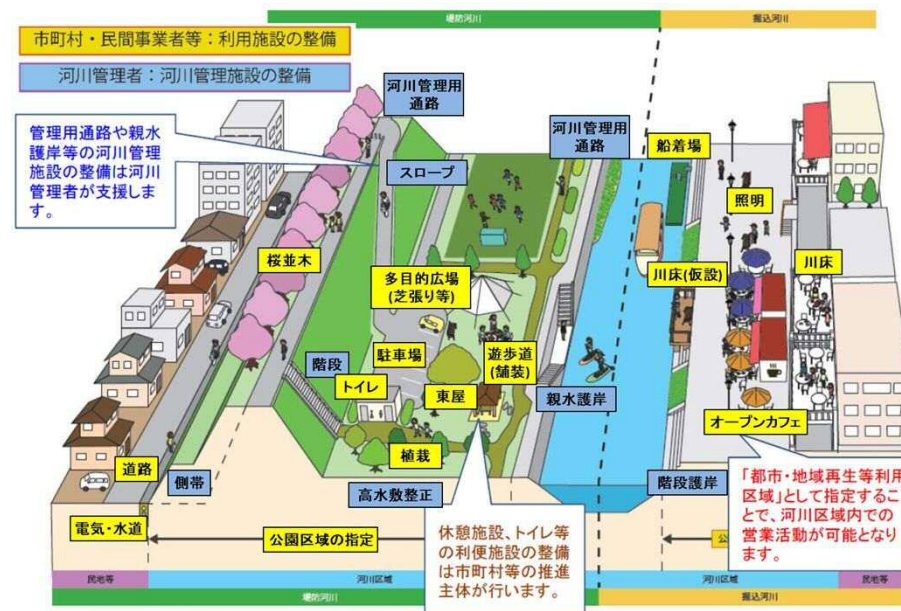 堤防河川
掘込河川
市町村・民間事業者等：利用施設の整備
河川管理者：河川管理施設の整備
河川管理用
通路
管理用通路や親水
護岸等の河川管理
施設の整備は河川
管理者が支援しま
す。
スロープ
河川管理用
通路
船着場
照明
桜並木
多目的広場
(芝張り等)
川床(仮設)
川床
階段
駐車場
遊歩道
(舗装)
トイレ
東屋
親水護岸
オープンカフェ
植栽
道路
側帯
高水敷整正
階段護岸
「都市・地域再生等利用
区域」として指定するこ
とで、河川区域内での
営業活動が可能となり
ます。
電気・水道
公園区域の指定
休憩施設、トイレ等
の利便施設の整備
は市町村等の推進
主体が行います。
公
民地等
河川区域
河川区域
民地等
堤防河川
掘込河川